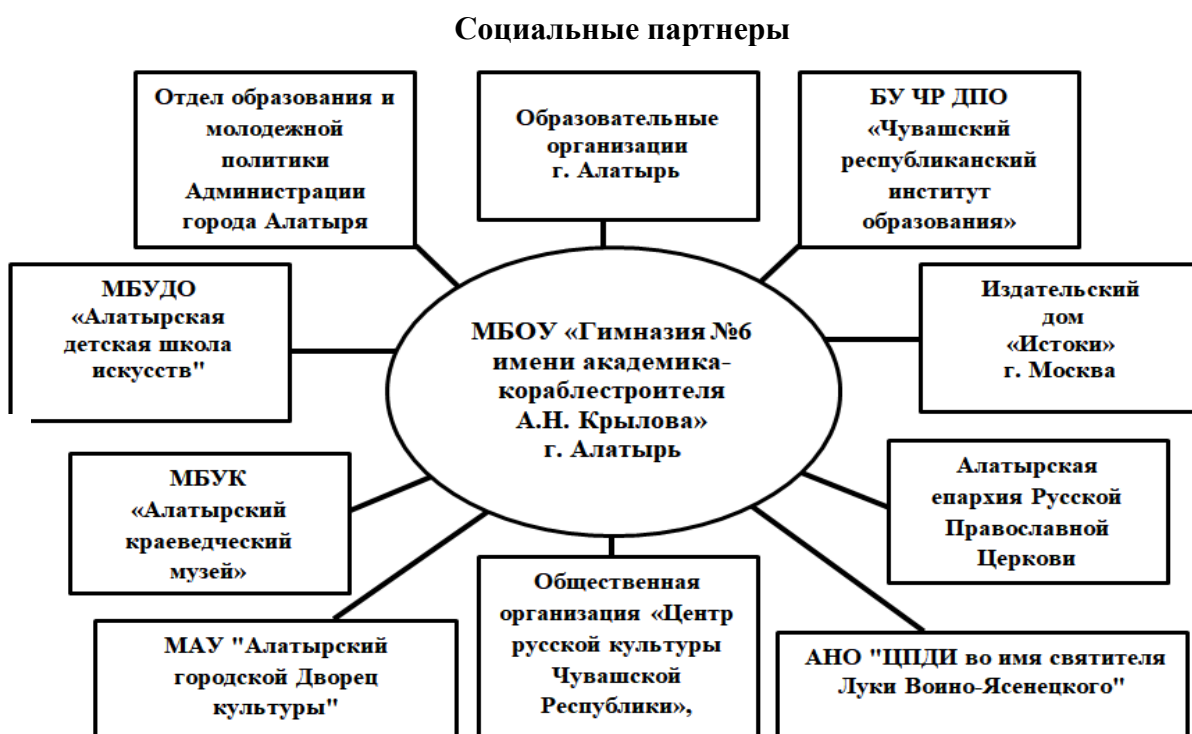 Социальные партнеры
Отдел образования и
молодежной
политики
Администрации
города Алатыря
Образовательные
организации
г. Алатырь
БУ ЧР ДПО
«Чувашский
республиканский
институт
образования»
МБУДО
«Алатырская
детская школа
искусств"
МБОУ «Гимназия №6
имени академика-
кораблестроителя
А.Н. Крылова»
г. Алатырь
Издательский
дом
«Истоки»
г. Москва
МБУК
«Алатырский
краеведческий
музей»
Алатырская
епархия Русской
Православной
Церкови
МАУ "Алатырский
городской Дворец
культуры"
Общественная
организация «Центр
русской культуры
Чувашской
Республики»,
АНО "ЦПДИ во имя святителя
Луки Воино-Ясенецкого"